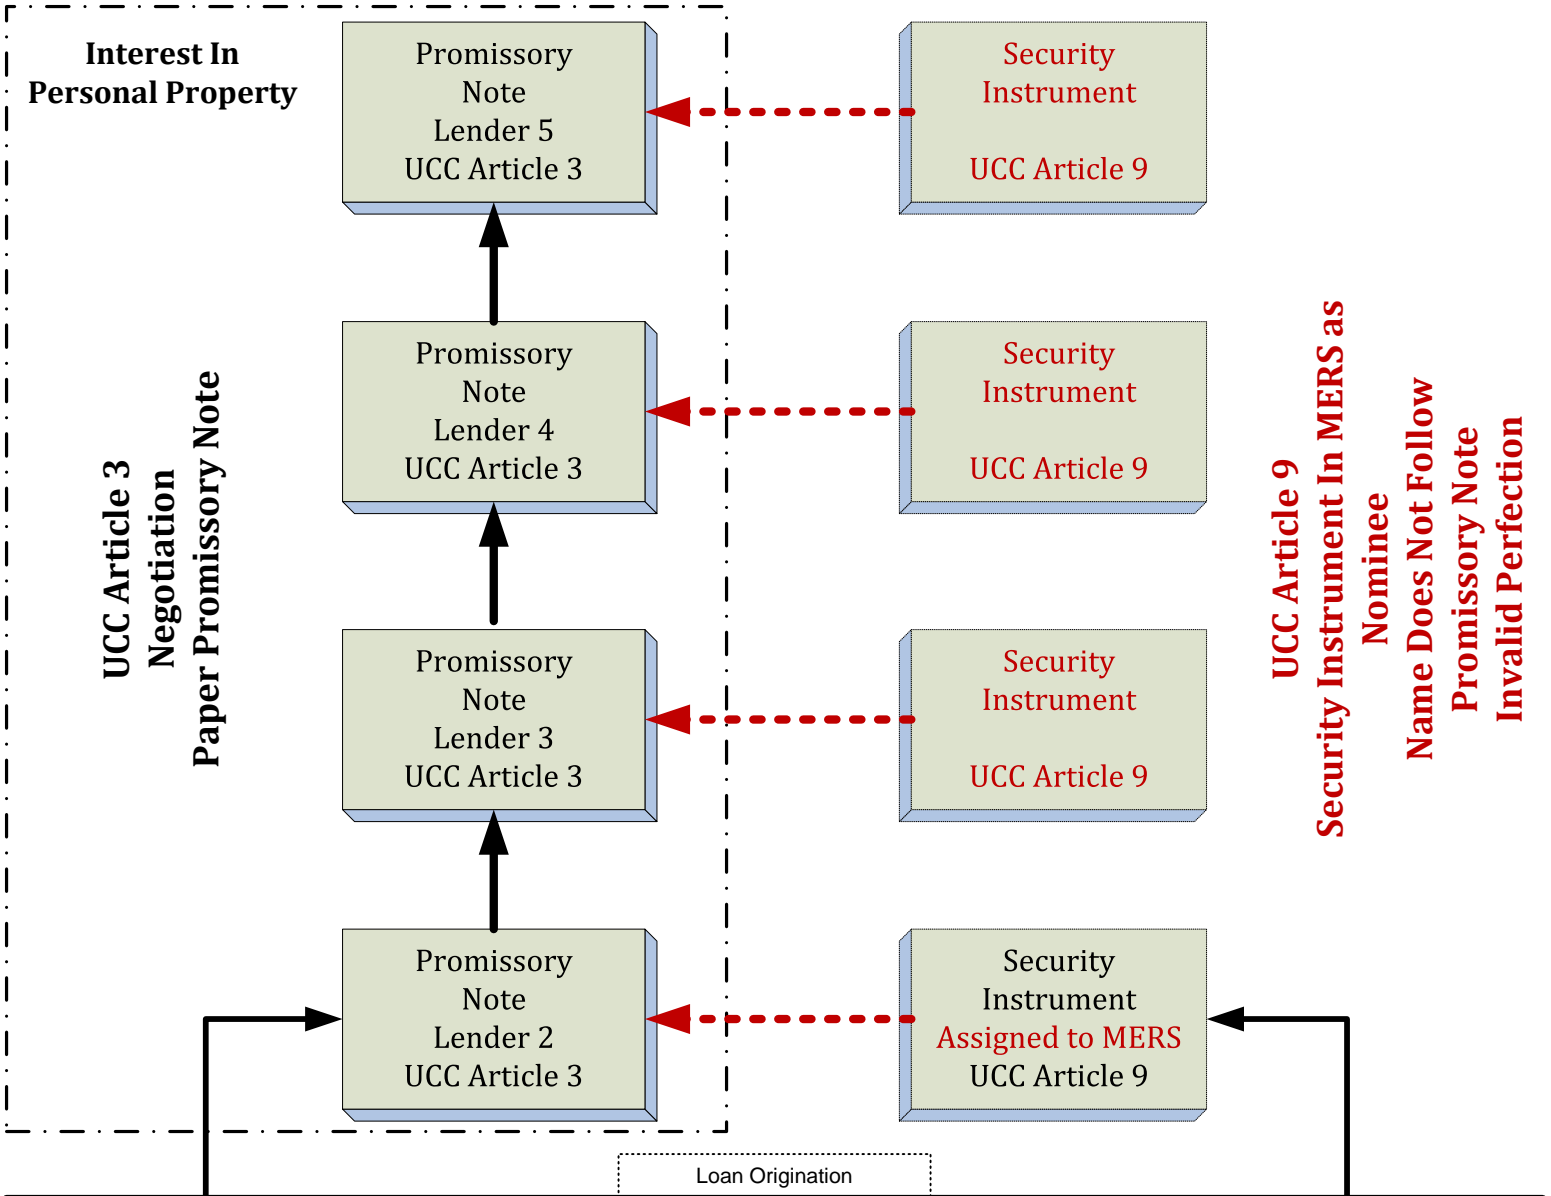 Interest In
Personal Property
Promissory
Note
Lender 5
UCC Article 3
Security
Instrument
UCC Article 9
Promissory
Note
Lender 4
UCC Article 3
Security
Instrument
UCC Article 9
UCC Article 3
Negotiation
Paper Promissory Note
UCC Article 9
Security Instrument In MERS as
Nominee
Name Does Not Follow
Promissory Note
Invalid Perfection
Promissory
Note
Lender 3
UCC Article 3
Security
Instrument
UCC Article 9
Promissory
Note
Lender 2
UCC Article 3
Security
Instrument
Assigned to MERS
UCC Article 9
Loan Origination